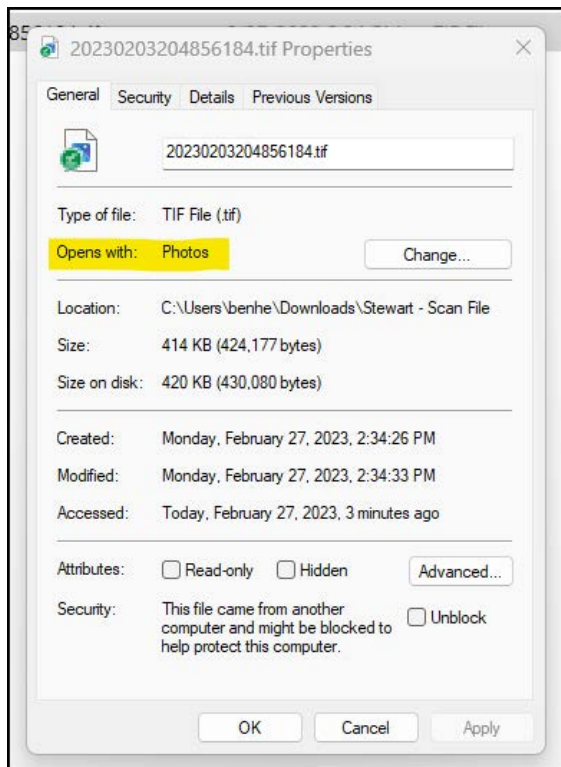 20230203204856184.tif Properties
General Security Details Previous Versions
20230203204856184.tif
Type of file: TIF File (.tif)
Opens with: Photos Change...
Location: C:\Users\benhe\Downloads\Stewart - Scan File
Size: 414 KB (424,177 bytes)
Size on disk: 420 KB (430,080 bytes)
Created: Monday, February 27, 2023, 2:34:26 PM
Modified: Monday, February 27, 2023, 2:34:33 PM
Accessed: Today, February 27, 2023, 3 minutes ago
Attributes: Read-only Hidden Advanced...
Security: This file came from another
computer and might be blocked to
help protect this computer.
Unblock
OK Cancel Apply